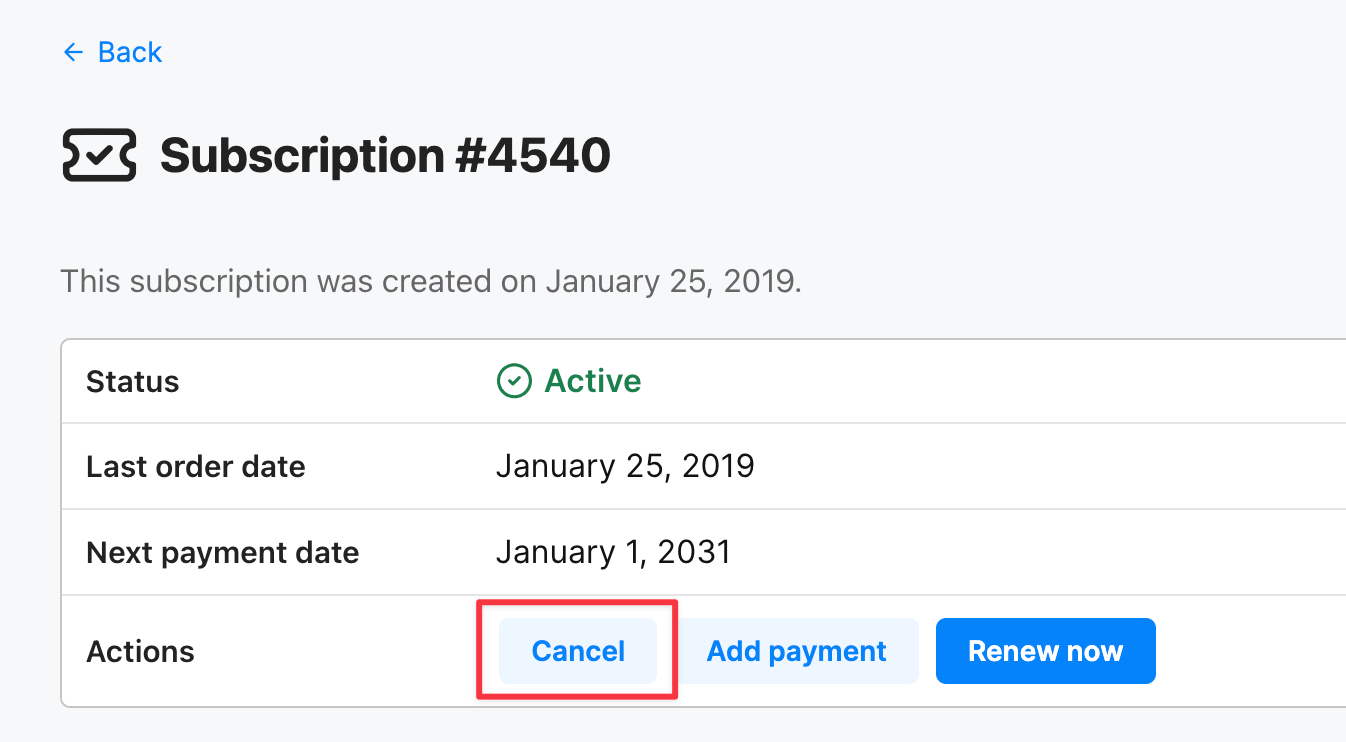 ← Back
Subscription #4540
This subscription was created on January 25, 2019.
Status Active
Last order date January 25, 2019
Next payment date January 1, 2031
Actions Cancel Add payment Renew now